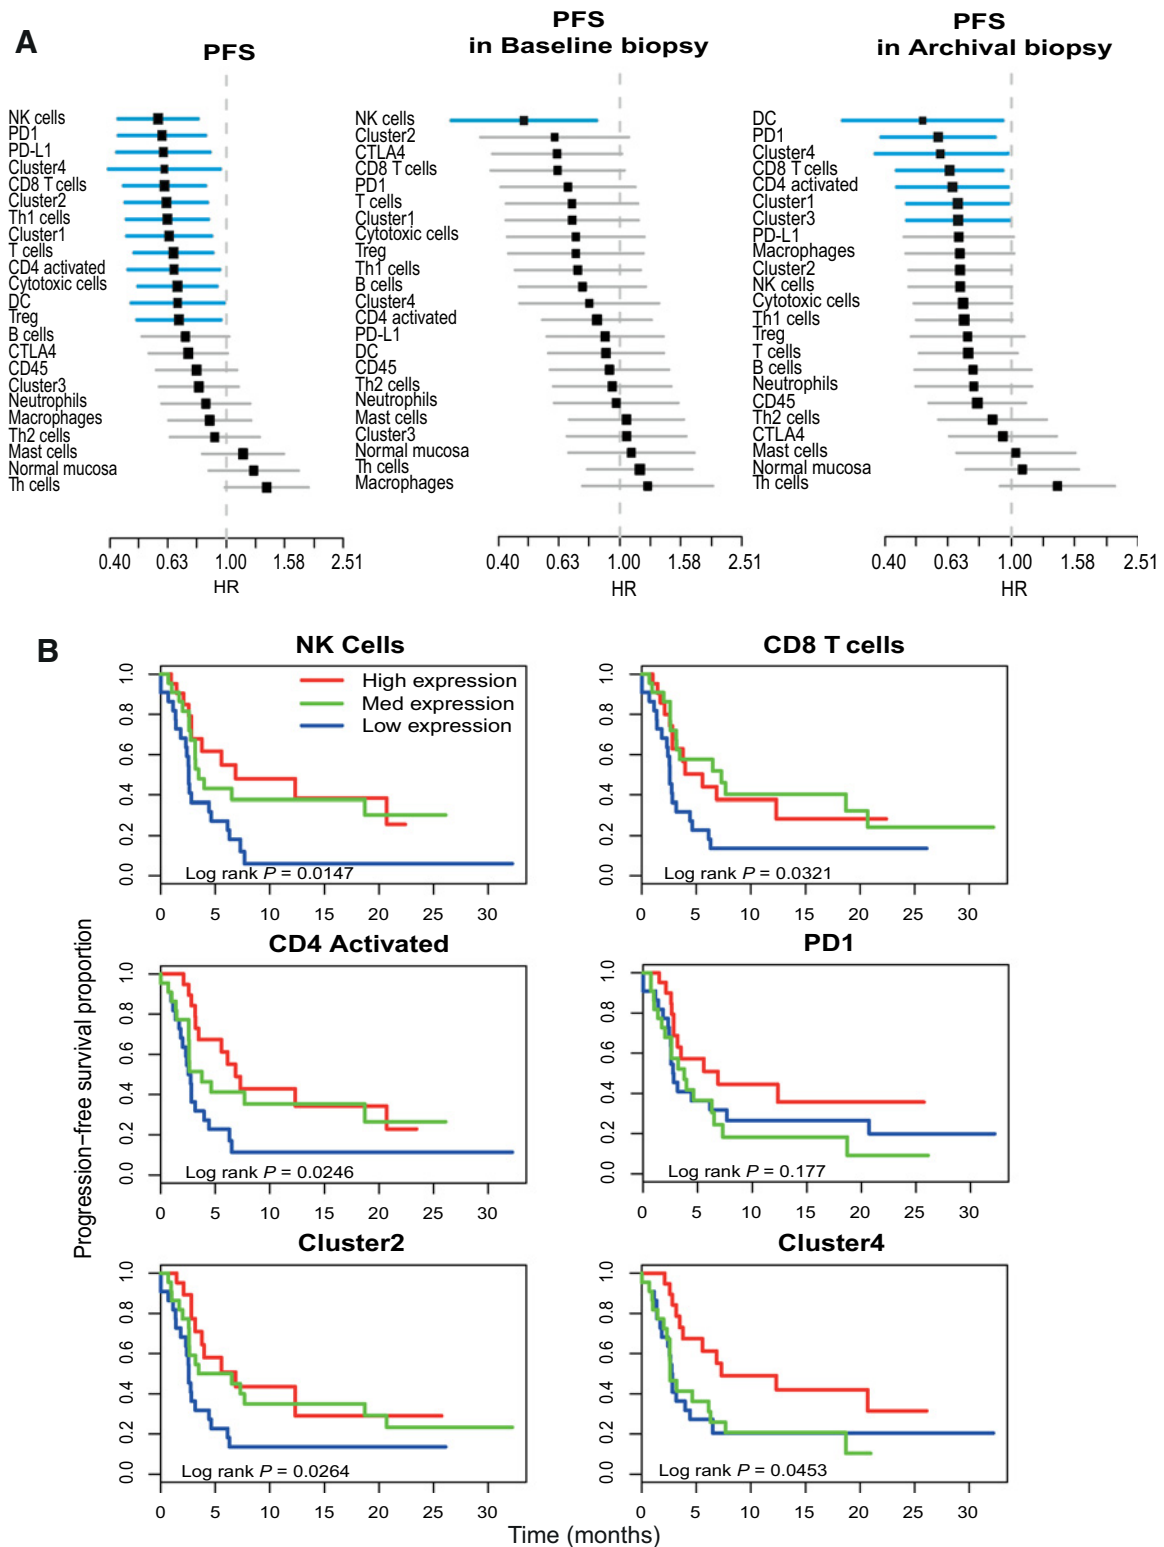 A
PFS
NK cells
PD1
PD-L1
Cluster4
CD8 T cells
Cluster2
Th1 cells
Cluster1
T cells
CD4 activated
Cytotoxic cells
DC
Treg
B cells
CTLA4
CD45
Cluster3
Neutrophils
Macrophages
Th2 cells
Mast cells
Normal mucosa
Th cells
0.40 0.63 1.00 1.58 2.51
HR
PFS
in Baseline biopsy
NK cells
Cluster2
CTLA4
CD8 T cells
PD1
T cells
Cluster1
Cytotoxic cells
Treg
Th1 cells
B cells
Cluster4
CD4 activated
PD-L1
DC
CD45
Th2 cells
Neutrophils
Mast cells
Cluster3
Normal mucosa
Th cells
Macrophages
0.40 0.63 1.00 1.58 2.51
HR
PFS
in Archival biopsy
DC
PD1
Cluster4
CD8 T cells
CD4 activated
Cluster1
Cluster3
PD-L1
Macrophages
Cluster2
NK cells
Cytotoxic cells
Th1 cells
Treg
T cells
B cells
Neutrophils
CD45
Th2 cells
CTLA4
Mast cells
Normal mucosa
Th cells
0.40 0.63 1.00 1.58 2.51
HR
B
Progression-free survival proportion
NK Cells
High expression
Med expression
Low expression
1.0
0.8
0.6
0.4
0.2
0.0
Log rank P = 0.0147
0 5 10 15 20 25 30
CD8 T cells
1.0
0.8
0.6
0.4
0.2
0.0
Log rank P = 0.0321
0 5 10 15 20 25 30
CD4 Activated
1.0
0.8
0.6
0.4
0.2
0.0
Log rank P = 0.0246
0 5 10 15 20 25 30
PD1
1.0
0.8
0.6
0.4
0.2
0.0
Log rank P = 0.177
0 5 10 15 20 25 30
Cluster2
1.0
0.8
0.6
0.4
0.2
0.0
Log rank P = 0.0264
0 5 10 15 20 25 30
Cluster4
1.0
0.8
0.6
0.4
0.2
0.0
Log rank P = 0.0453
0 5 10 15 20 25 30
Time (months)